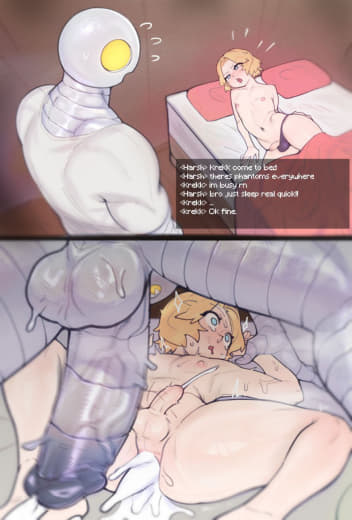 <Harsh> Krekk come to bed
<Harsh> theres phantoms everywhere
<Krekk> im busy rn
<Harsh> bro just sleep real quick!!
<Krekk> ...
<Krekk> Ok fine.